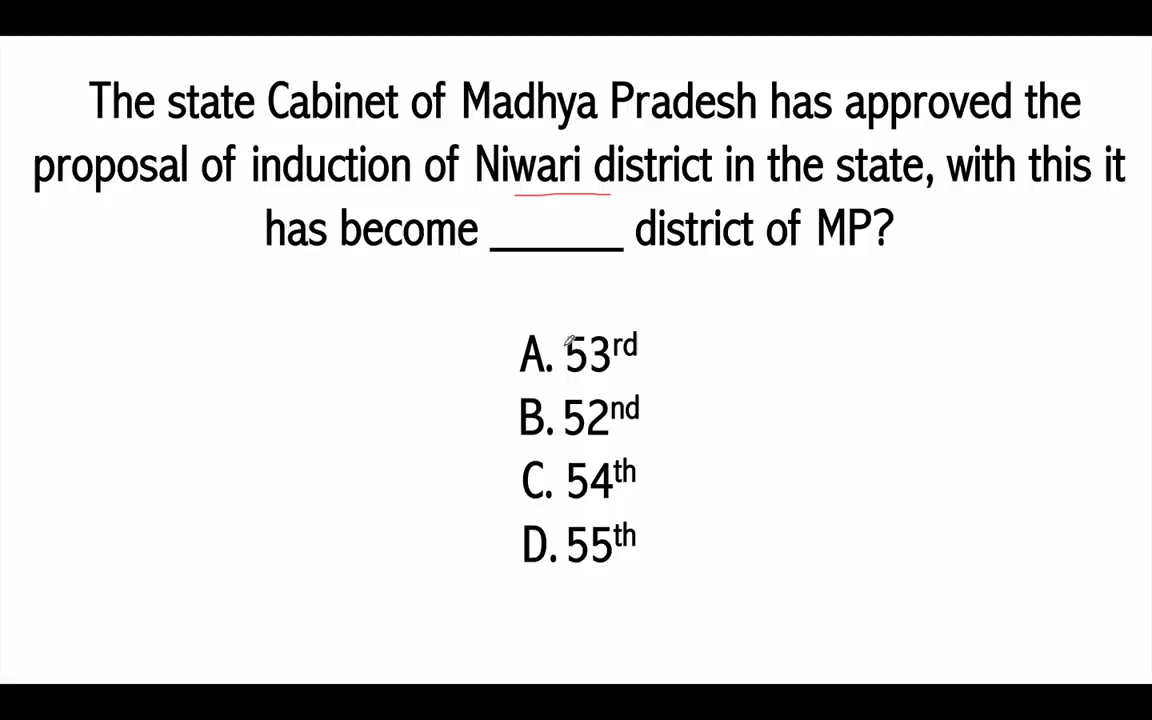 The state Cabinet of Madhya Pradesh has approved the
proposal of induction of Niwari district in the state, with this it
has become ______ district of MP?
A. 53rd
B. 52nd
C. 54th
D. 55th